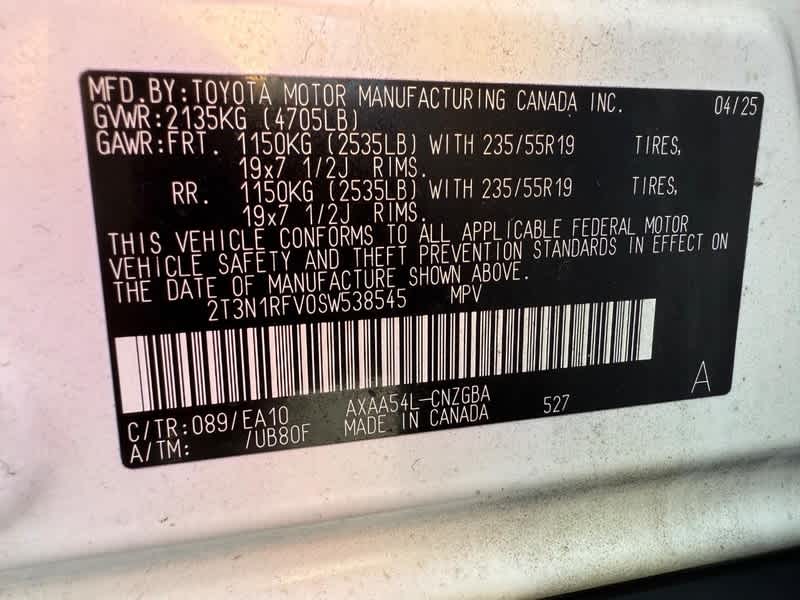 MFD.BY:TOYOTA MOTOR MANUFACTURING CANADA INC. 04/25
GVWR:2135KG (4705LB)
GAWR:FRT. 1150KG (2535LB) WITH 235/55R19 TIRES,
19x7 1/2J RIMS.
RR. 1150KG (2535LB) WITH 235/55R19 TIRES,
19x7 1/2J RIMS.
THIS VEHICLE CONFORMS TO ALL APPLICABLE FEDERAL MOTOR
VEHICLE SAFETY AND THEFT PREVENTION STANDARDS IN EFFECT ON
THE DATE OF MANUFACTURE SHOWN ABOVE.
2T3N1RFV0SW538545 MPV
A
C/TR:089/EA10 AXAA54L-CNZGBA 527
A/TM: /UB80F MADE IN CANADA